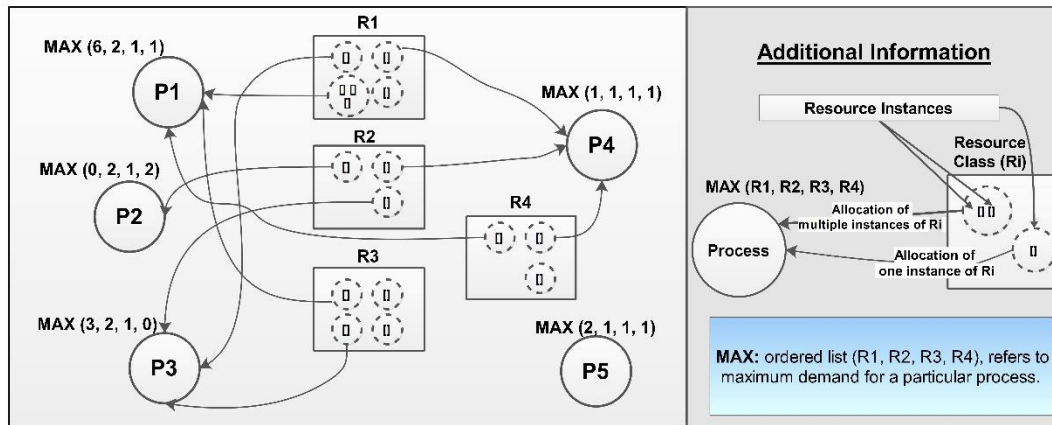 R1
MAX (6, 2, 1, 1)
P1
MAX (1, 1, 1, 1)
P4
R2
MAX (0, 2, 1, 2)
P2
R4
R3
MAX (3, 2, 1, 0)
P3
MAX (2, 1, 1, 1)
P5
Additional Information
Resource Instances
Resource
Class (Ri)
MAX (R1, R2, R3, R4)
Allocation of
multiple instances of Ri
Process
Allocation of
one instance of Ri
MAX: ordered list (R1, R2, R3, R4), refers to
maximum demand for a particular process.